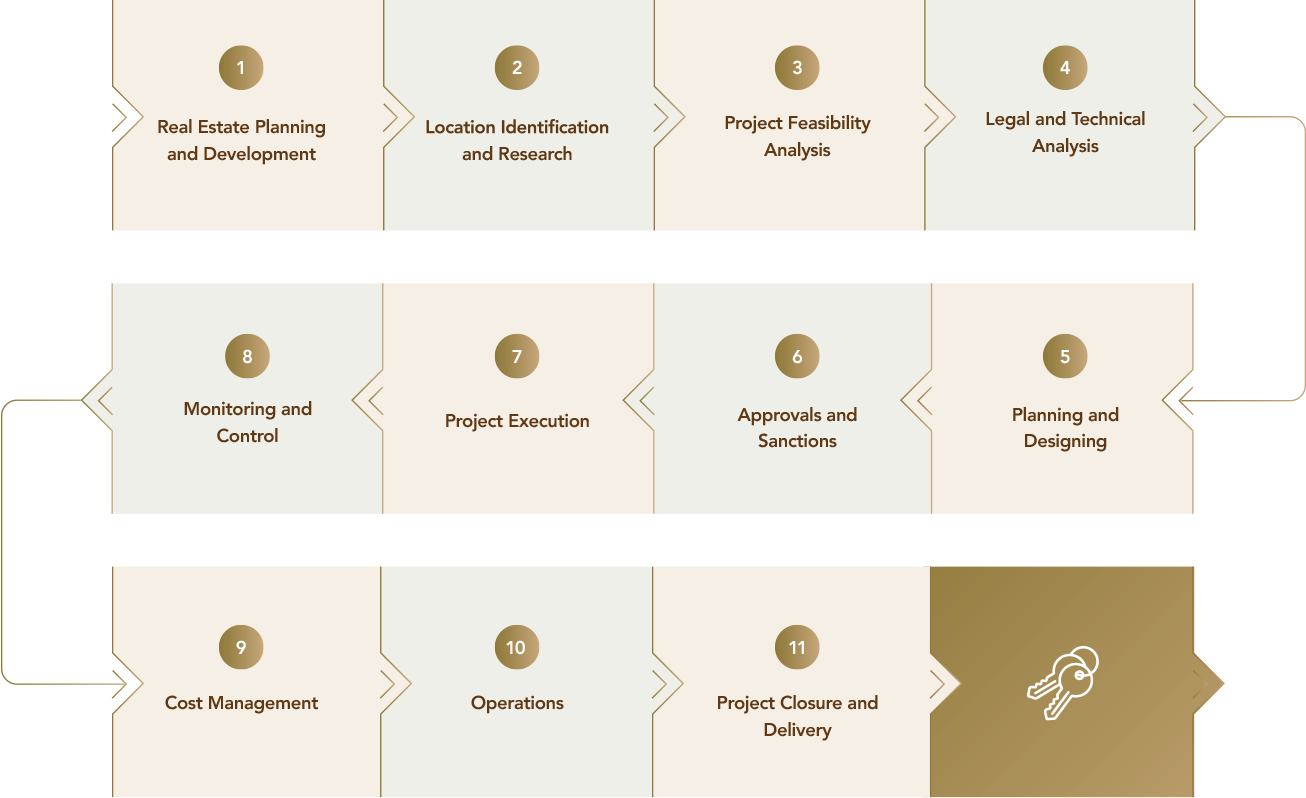 1
Real Estate Planning
and Development
2
Location Identification
and Research
3
Project Feasibility
Analysis
4
Legal and Technical
Analysis
5
Planning and
Designing
6
Approvals and
Sanctions
7
Project Execution
8
Monitoring and
Control
9
Cost Management
10
Operations
11
Project Closure and
Delivery